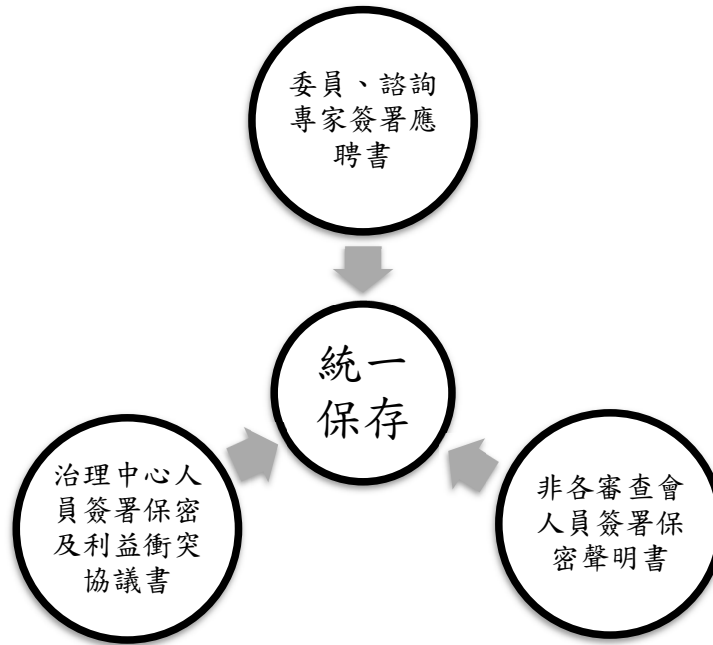 委員、諮詢
專家簽署應
聘書
統一
保存
治理中心人
員簽署保密
及利益衝突
協議書
非各審查會
人員簽署保
密聲明書